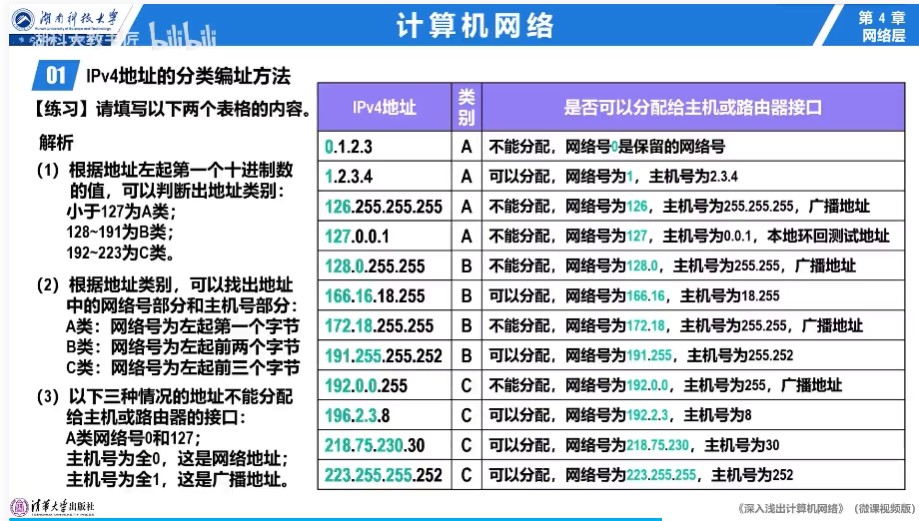 湖南科技大学
Hunan University of Science and Technology
计算机网络
第 4 章
网络层
湖科大教书匠
bilibili
01 IPv4地址的分类编址方法
【练习】请填写以下两个表格的内容。
解析
(1) 根据地址左起第一个十进制数
的值，可以判断出地址类别：
小于127为A类；
128~191为B类；
192~223为C类。
(2) 根据地址类别，可以找出地址
中的网络号部分和主机号部分：
A类：网络号为左起第一个字节
B类：网络号为左起前两个字节
C类：网络号为左起前三个字节
(3) 以下三种情况的地址不能分配
给主机或路由器的接口：
A类网络号0和127；
主机号为全0，这是网络地址；
主机号为全1，这是广播地址。
IPv4地址 类别 是否可以分配给主机或路由器接口
0.1.2.3 A 不能分配，网络号0是保留的网络号
1.2.3.4 A 可以分配，网络号为1，主机号为2.3.4
126.255.255.255 A 不能分配，网络号为126，主机号为255.255.255，广播地址
127.0.0.1 A 不能分配，网络号为127，主机号为0.0.1，本地环回测试地址
128.0.255.255 B 不能分配，网络号为128.0，主机号为255.255，广播地址
166.16.18.255 B 可以分配，网络号为166.16，主机号为18.255
172.18.255.255 B 不能分配，网络号为172.18，主机号为255.255，广播地址
191.255.255.252 B 可以分配，网络号为191.255，主机号为255.252
192.0.0.255 C 不能分配，网络号为192.0.0，主机号为255，广播地址
196.2.3.8 C 可以分配，网络号为192.2.3，主机号为8
218.75.230.30 C 可以分配，网络号为218.75.230，主机号为30
223.255.255.252 C 可以分配，网络号为223.255.255，主机号为252
清华大学出版社
《深入浅出计算机网络》（微课视频版）